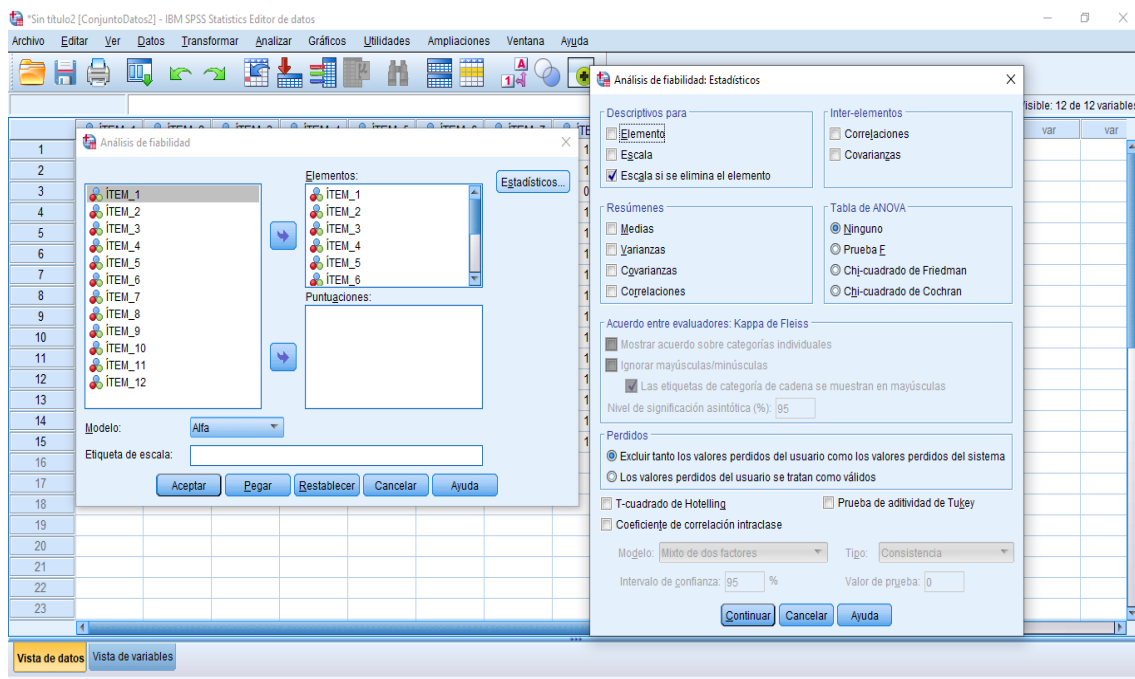 *Sin título2 [ConjuntoDatos2] - IBM SPSS Statistics Editor de datos
Archivo Editar Ver Datos Transformar Analizar Gráficos Utilidades Ampliaciones Ventana Ayuda
Visible: 12 de 12 variables
var var
1
2
3
4
5
6
7
8
9
10
11
12
13
14
15
16
17
18
19
20
21
22
23
Análisis de fiabilidad
ÍTEM_1
ÍTEM_2
ÍTEM_3
ÍTEM_4
ÍTEM_5
ÍTEM_6
ÍTEM_7
ÍTEM_8
ÍTEM_9
ÍTEM_10
ÍTEM_11
ÍTEM_12
Elementos:
ÍTEM_1
ÍTEM_2
ÍTEM_3
ÍTEM_4
ÍTEM_5
ÍTEM_6
Puntuaciones:
Estadísticos...
Modelo: Alfa
Etiqueta de escala:
Aceptar Pegar Restablecer Cancelar Ayuda
Análisis de fiabilidad: Estadísticos
Descriptivos para
Elemento
Escala
Escala si se elimina el elemento
Inter-elementos
Correlaciones
Covarianzas
Resúmenes
Medias
Varianzas
Covarianzas
Correlaciones
Tabla de ANOVA
Ninguno
Prueba F
Chi-cuadrado de Friedman
Chi-cuadrado de Cochran
Acuerdo entre evaluadores: Kappa de Fleiss
Mostrar acuerdo sobre categorías individuales
Ignorar mayúsculas/minúsculas
Las etiquetas de categoría de cadena se muestran en mayúsculas
Nivel de significación asintótica (%): 95
Perdidos
Excluir tanto los valores perdidos del usuario como los valores perdidos del sistema
Los valores perdidos del usuario se tratan como válidos
T-cuadrado de Hotelling Prueba de aditividad de Tukey
Coeficiente de correlación intraclase
Modelo: Mixto de dos factores Tipo: Consistencia
Intervalo de confianza: 95 % Valor de prueba: 0
Continuar Cancelar Ayuda
Vista de datos Vista de variables